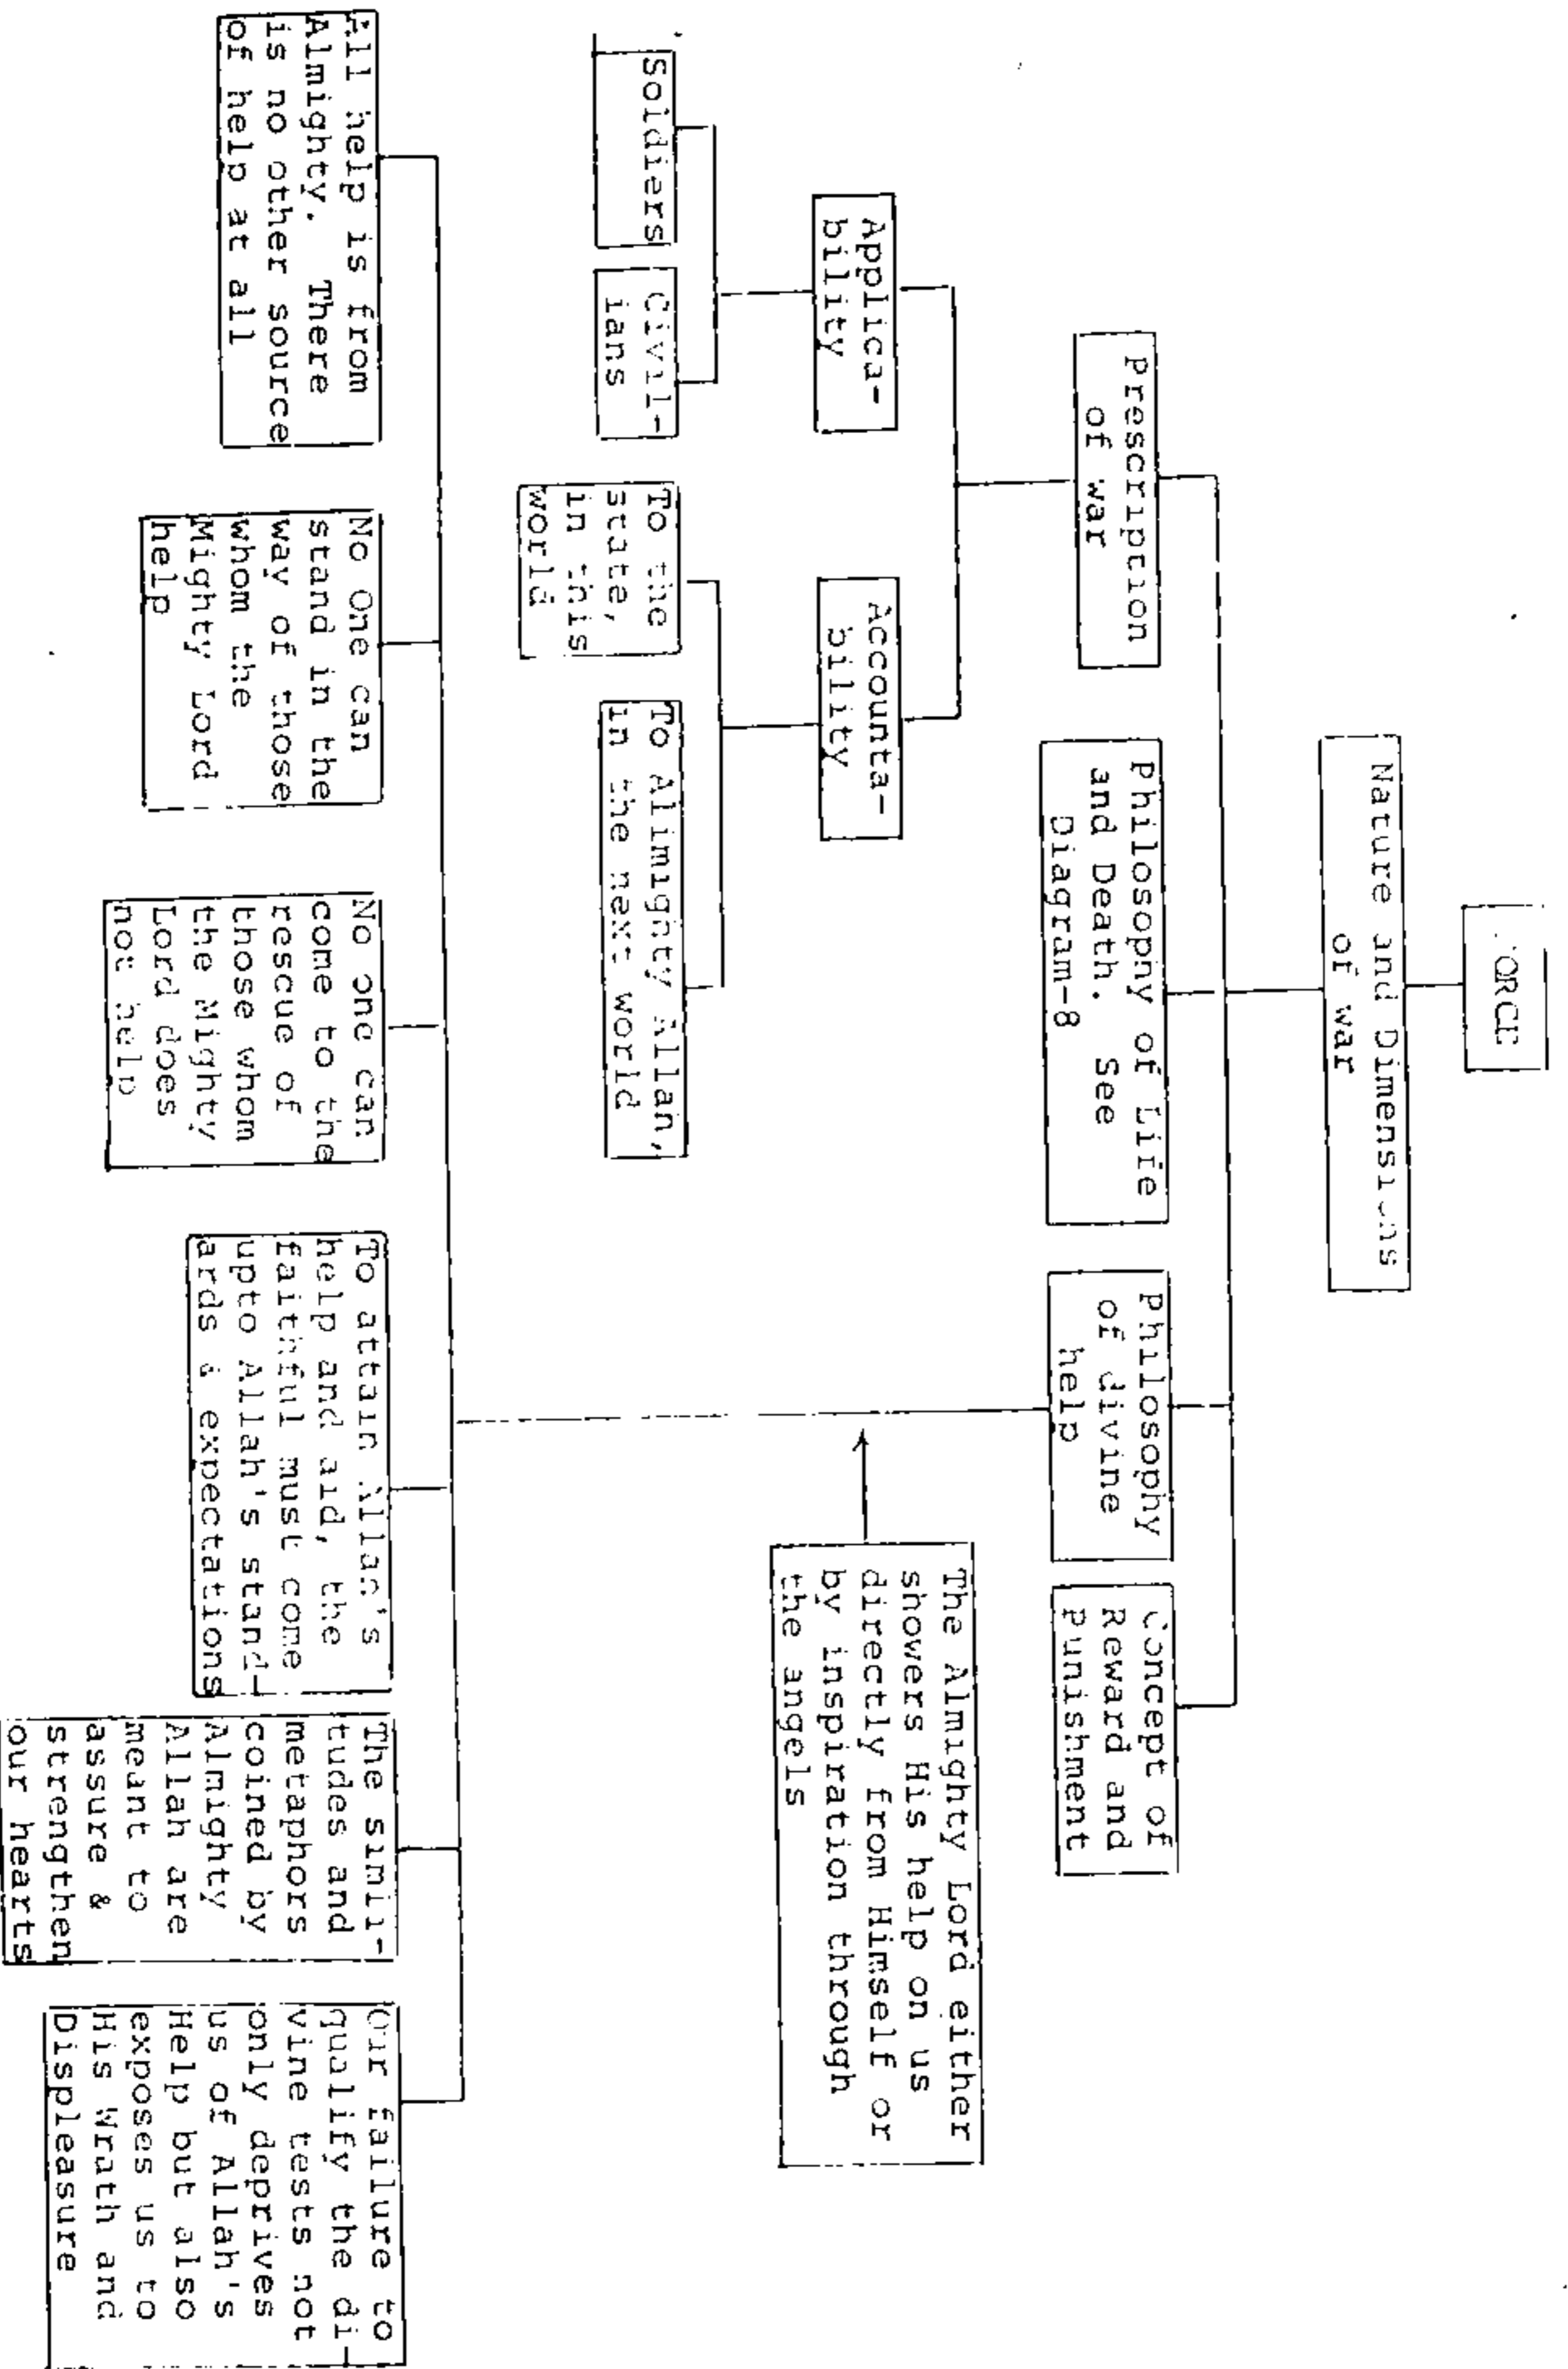 FORCE
Nature and Dimensions
of war
Prescription
of war
Philosophy of Life
and Death. See
Diagram-8
Philosophy
of divine
help
Concept of
Reward and
Punishment
Applica-
bility
Accounta-
bility
The Almighty Lord either
showers His help on us
directly from Himself or
by inspiration through
the angels
Soldiers
Civil-
ians
To the
state,
in this
world
To Almighty Allah,
in the next world
All help is from
Almighty. There
is no other source
of help at all
No One can
stand in the
way of those
whom the
Mighty Lord
help
No one can
come to the
rescue of
those whom
the Mighty
Lord does
not help
To attain Allah's
help and aid, the
faithful must come
upto Allah's stand-
ards & expectations
The simili-
tudes and
metaphors
coined by
Almighty
Allah are
meant to
assure &
strengthen
our hearts
Our failure to
qualify the di-
vine tests not
only deprives
us of Allah's
Help but also
exposes us to
His Wrath and
Displeasure